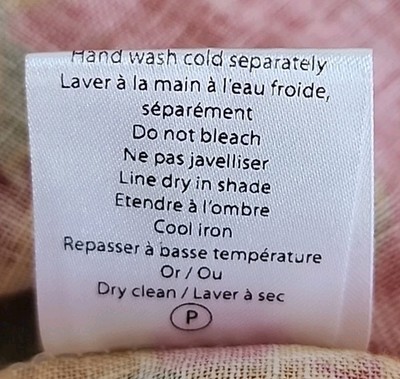 Hand wash cold separately
Laver à la main à l'eau froide,
séparément
Do not bleach
Ne pas javelliser
Line dry in shade
Etendre à l'ombre
Cool iron
Repasser à basse température
Or / Ou
Dry clean / Laver à sec
P